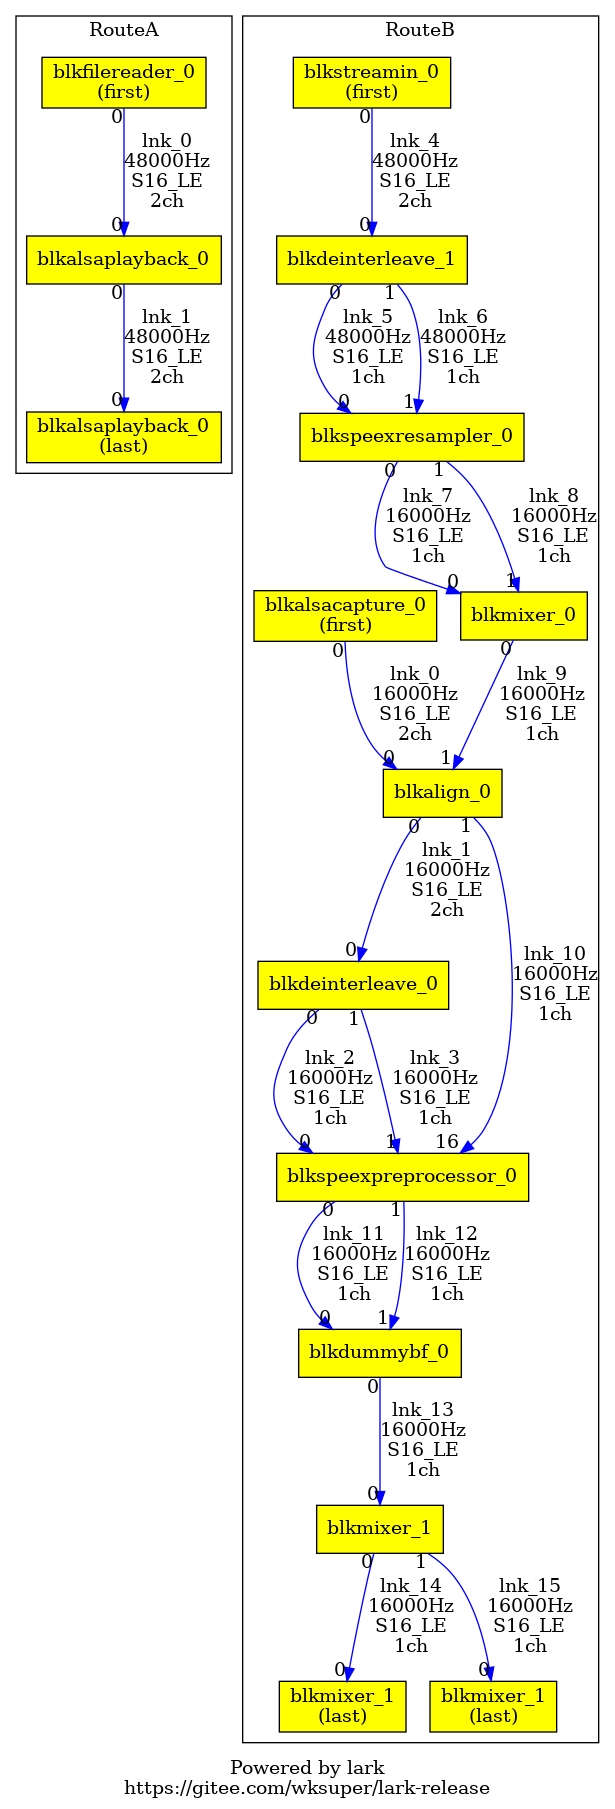 RouteA
blkfilereader_0
(first)
0
lnk_0
48000Hz
S16_LE
2ch
0
blkalsaplayback_0
0
lnk_1
48000Hz
S16_LE
2ch
0
blkalsaplayback_0
(last)
RouteB
blkstreamin_0
(first)
0
lnk_4
48000Hz
S16_LE
2ch
0
blkdeinterleave_1
0
1
lnk_5
48000Hz
S16_LE
1ch
lnk_6
48000Hz
S16_LE
1ch
0
1
blkspeexresampler_0
0
1
lnk_7
16000Hz
S16_LE
1ch
lnk_8
16000Hz
S16_LE
1ch
0
1
blkalsacapture_0
(first)
blkmixer_0
0
0
lnk_0
16000Hz
S16_LE
2ch
lnk_9
16000Hz
S16_LE
1ch
0
1
blkalign_0
0
1
lnk_1
16000Hz
S16_LE
2ch
0
lnk_10
16000Hz
S16_LE
1ch
blkdeinterleave_0
0
1
lnk_2
16000Hz
S16_LE
1ch
lnk_3
16000Hz
S16_LE
1ch
0
1
16
blkspeexpreprocessor_0
0
1
lnk_11
16000Hz
S16_LE
1ch
lnk_12
16000Hz
S16_LE
1ch
0
1
blkdummybf_0
0
lnk_13
16000Hz
S16_LE
1ch
0
blkmixer_1
0
1
lnk_14
16000Hz
S16_LE
1ch
lnk_15
16000Hz
S16_LE
1ch
0
0
blkmixer_1
(last)
blkmixer_1
(last)
Powered by lark
https://gitee.com/wksuper/lark-release